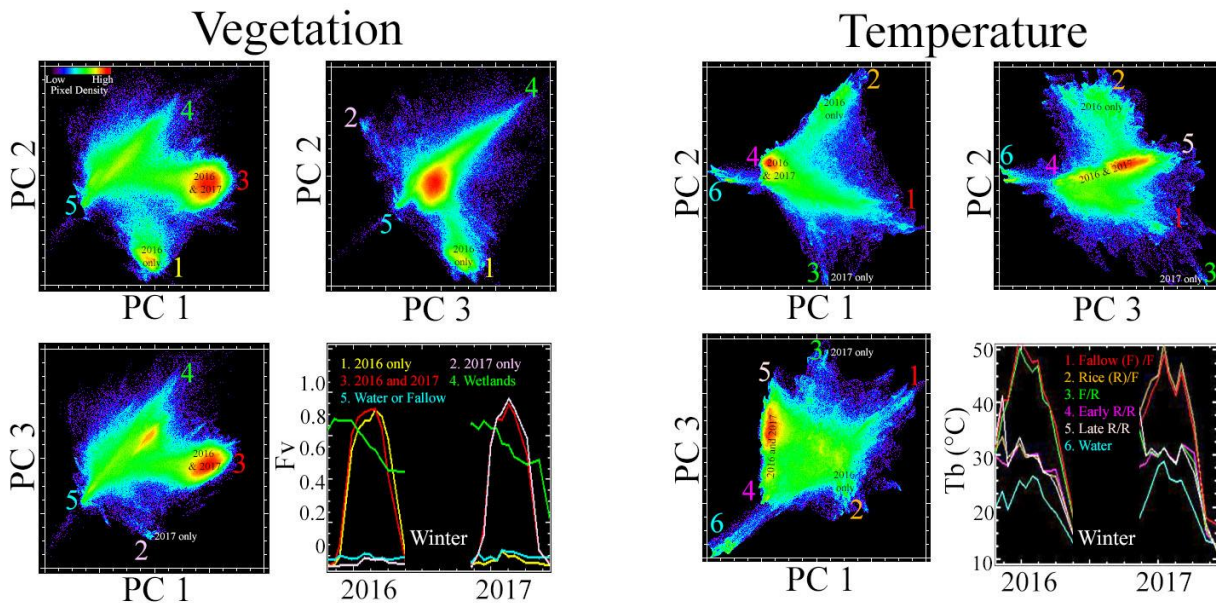 Vegetation
Temperature
Low High
Pixel Density
PC 2
4
2016
& 2017
3
5
2016
only
1
PC 1
PC 2
2
4
5
2016
only
1
PC 3
PC 2
2
2016
only
4
2016
& 2017
6
1
3
2017 only
PC 1
PC 2
2
2016
only
5
6
4
2016 & 2017
1
2017 only
3
PC 3
PC 3
4
2016
& 2017
3
5
2017 only
2
PC 1
Fv
1.0
0.8
0.6
0.4
0.2
0
1. 2016 only
2. 2017 only
3. 2016 and 2017
4. Wetlands
5. Water or Fallow
Winter
2016
2017
PC 3
3
2017 only
5
1
2016 and 2017
4
2016
only
2
6
PC 1
Tb (°C)
50
40
30
20
10
1. Fallow (F) /F
2. Rice (R)/F
3. F/R
4. Early R/R
5. Late R/R
6. Water
Winter
2016
2017